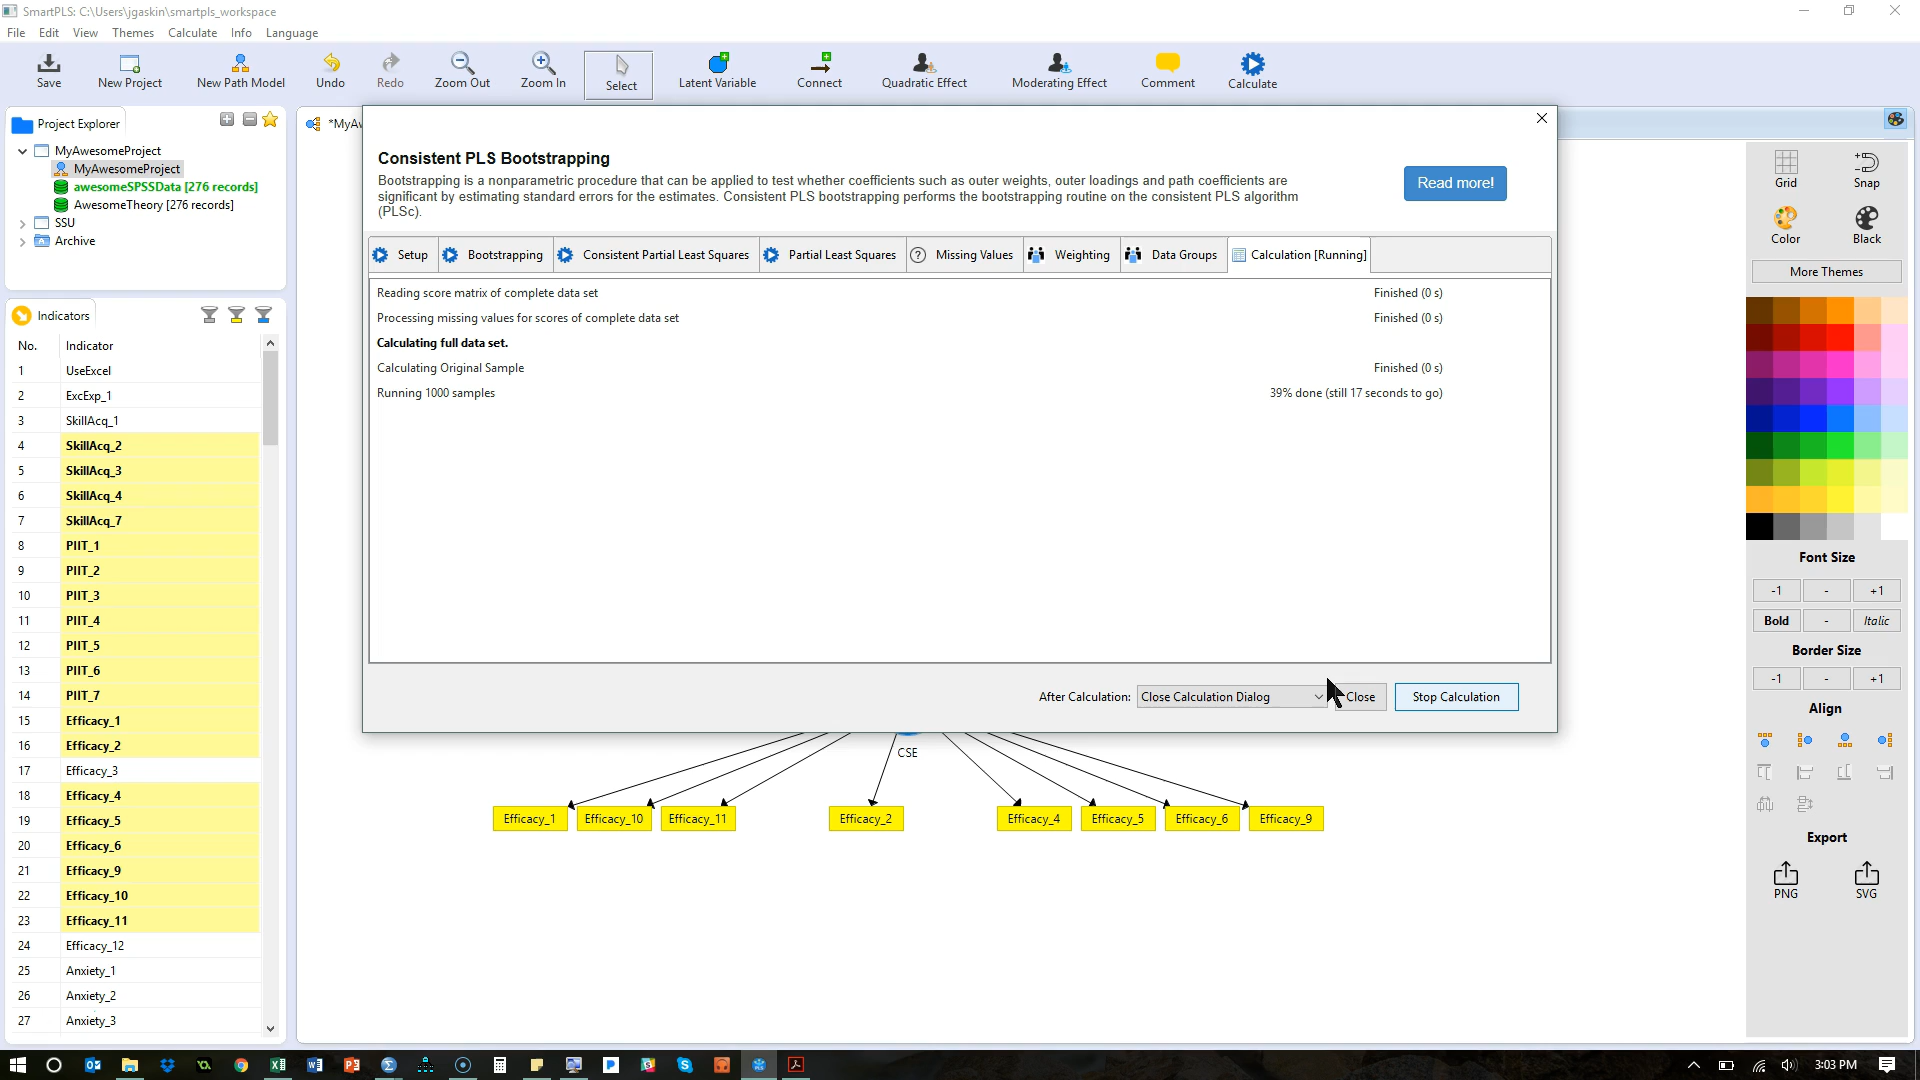 SmartPLS: C:\Users\jgaskin\smartpls_workspace
File Edit View Themes Calculate Info Language
Save New Project New Path Model Undo Redo Zoom Out Zoom In Select Latent Variable Connect Quadratic Effect Moderating Effect Comment Calculate
Project Explorer
MyAwesomeProject
MyAwesomeProject
awesomeSPSSData [276 records]
AwesomeTheory [276 records]
SSU
Archive
Indicators
No. Indicator
1 UseExcel
2 ExcExp_1
3 SkillAcq_1
4 SkillAcq_2
5 SkillAcq_3
6 SkillAcq_4
7 SkillAcq_7
8 PIIT_1
9 PIIT_2
10 PIIT_3
11 PIIT_4
12 PIIT_5
13 PIIT_6
14 PIIT_7
15 Efficacy_1
16 Efficacy_2
17 Efficacy_3
18 Efficacy_4
19 Efficacy_5
20 Efficacy_6
21 Efficacy_9
22 Efficacy_10
23 Efficacy_11
24 Efficacy_12
25 Anxiety_1
26 Anxiety_2
27 Anxiety_3
Consistent PLS Bootstrapping
Bootstrapping is a nonparametric procedure that can be applied to test whether coefficients such as outer weights, outer loadings and path coefficients are
significant by estimating standard errors for the estimates. Consistent PLS bootstrapping performs the bootstrapping routine on the consistent PLS algorithm
(PLSc).
Read more!
Setup Bootstrapping Consistent Partial Least Squares Partial Least Squares Missing Values Weighting Data Groups Calculation [Running]
Reading score matrix of complete data set Finished (0 s)
Processing missing values for scores of complete data set Finished (0 s)
Calculating full data set.
Calculating Original Sample Finished (0 s)
Running 1000 samples 39% done (still 17 seconds to go)
After Calculation: Close Calculation Dialog Close Stop Calculation
CSE
Efficacy_1 Efficacy_10 Efficacy_11 Efficacy_2 Efficacy_4 Efficacy_5 Efficacy_6 Efficacy_9
Grid Snap
Color Black
More Themes
Font Size
-1 - +1
Bold - Italic
Border Size
-1 - +1
Align
Export
PNG SVG
3:03 PM